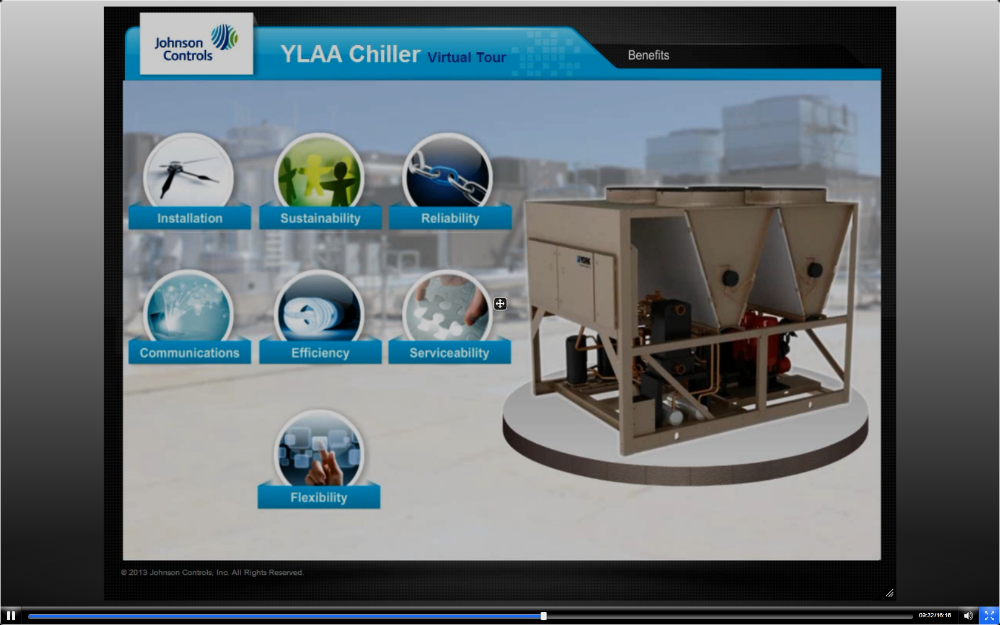 Johnson
Controls
YLAA Chiller Virtual Tour
Benefits
Installation
Sustainability
Reliability
YORK
Communications
Efficiency
Serviceability
Flexibility
© 2013 Johnson Controls, Inc. All Rights Reserved.
09:32/16:16